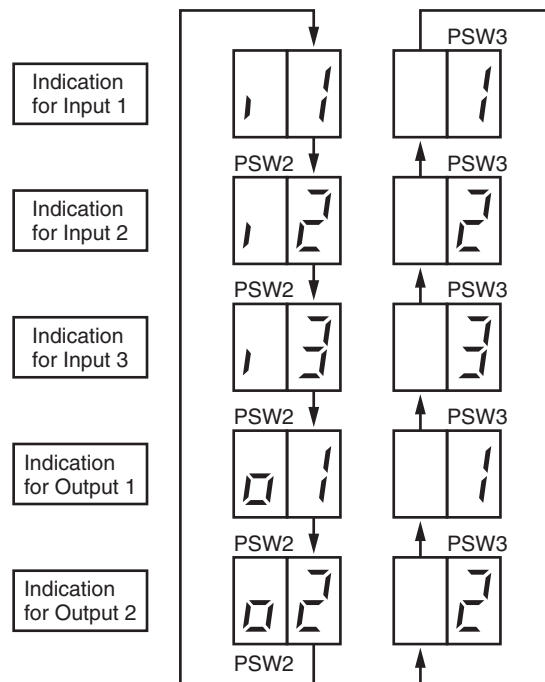 PSW3
Indication
for Input 1
ı 1
1
PSW2
PSW3
Indication
for Input 2
ı 2
2
PSW2
PSW3
Indication
for Input 3
ı 3
3
PSW2
PSW3
Indication
for Output 1
o 1
1
PSW2
PSW3
Indication
for Output 2
o 2
2
PSW2